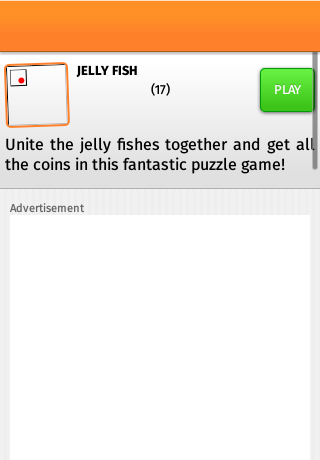 JELLY FISH
(17)
PLAY
Unite the jelly fishes together and get all
the coins in this fantastic puzzle game!
Advertisement